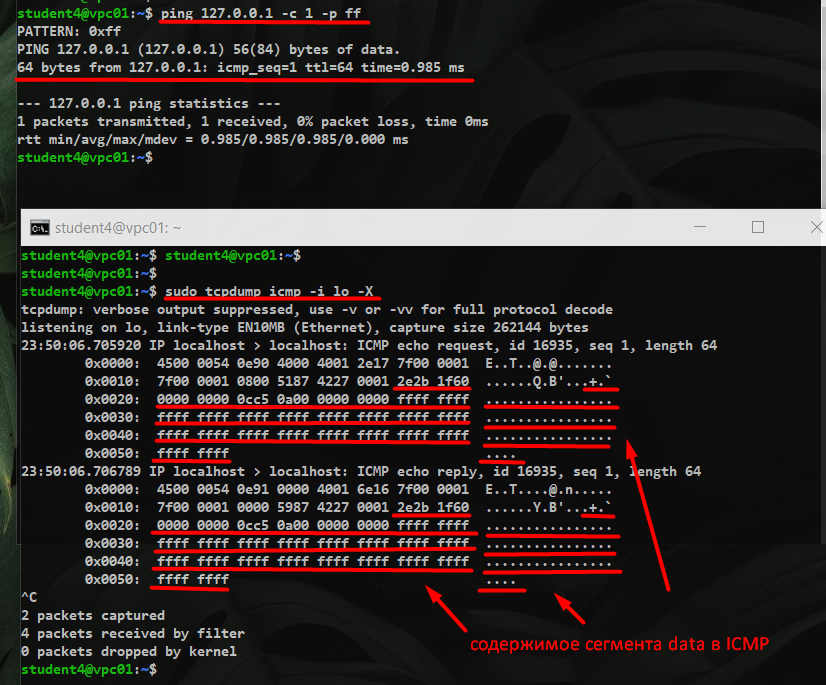 student4@vpc01:~$ ping 127.0.0.1 -c 1 -p ff
PATTERN: 0xff
PING 127.0.0.1 (127.0.0.1) 56(84) bytes of data.
64 bytes from 127.0.0.1: icmp_seq=1 ttl=64 time=0.985 ms
--- 127.0.0.1 ping statistics ---
1 packets transmitted, 1 received, 0% packet loss, time 0ms
rtt min/avg/max/mdev = 0.985/0.985/0.985/0.000 ms
student4@vpc01:~$
student4@vpc01: ~
student4@vpc01:~$ student4@vpc01:~$
student4@vpc01:~$
student4@vpc01:~$ sudo tcpdump icmp -i lo -X
tcpdump: verbose output suppressed, use -v or -vv for full protocol decode
listening on lo, link-type EN10MB (Ethernet), capture size 262144 bytes
23:50:06.705920 IP localhost > localhost: ICMP echo request, id 16935, seq 1, length 64
0x0000: 4500 0054 0e90 4000 4001 2e17 7f00 0001 E..T..@.@.......
0x0010: 7f00 0001 0800 5187 4227 0001 2e2b 1f60 ......Q.B'...+.`
0x0020: 0000 0000 0cc5 0a00 0000 0000 ffff ffff ................
0x0030: ffff ffff ffff ffff ffff ffff ffff ffff ................
0x0040: ffff ffff ffff ffff ffff ffff ffff ffff ................
0x0050: ffff ffff ....
23:50:06.706789 IP localhost > localhost: ICMP echo reply, id 16935, seq 1, length 64
0x0000: 4500 0054 0e91 0000 4001 6e16 7f00 0001 E..T....@.n.....
0x0010: 7f00 0001 0000 5987 4227 0001 2e2b 1f60 ......Y.B'...+.`
0x0020: 0000 0000 0cc5 0a00 0000 0000 ffff ffff ................
0x0030: ffff ffff ffff ffff ffff ffff ffff ffff ................
0x0040: ffff ffff ffff ffff ffff ffff ffff ffff ................
0x0050: ffff ffff ....
^C
2 packets captured
4 packets received by filter
0 packets dropped by kernel
student4@vpc01:~$
содержимое сегмента data в ICMP